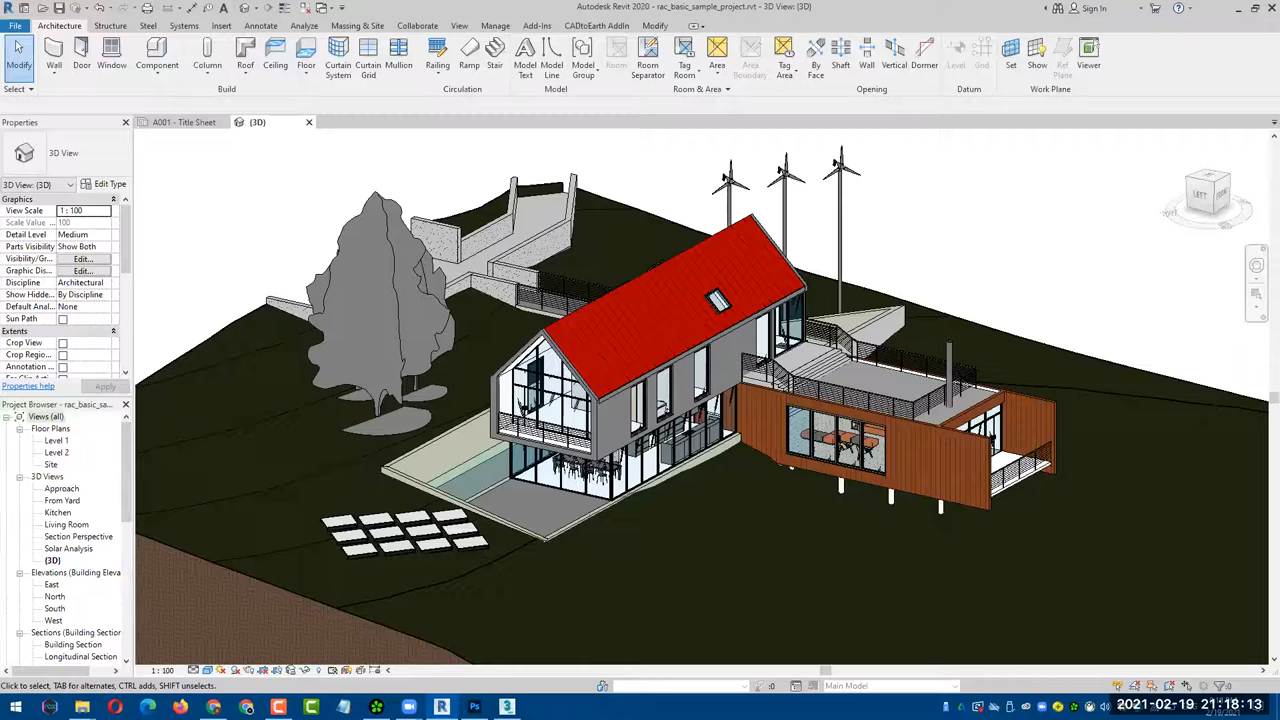 Autodesk Revit 2020 - rac_basic_sample_project.rvt - 3D View: {3D}
Sign In
File Architecture Structure Steel Systems Insert Annotate Analyze Massing & Site Collaborate View Manage Add-Ins CADtoEarth AddIn Modify
Modify Wall Door Window Component Column Roof Ceiling Floor Curtain System Curtain Grid Mullion Railing Ramp Stair Model Text Model Line Model Group Room Room Separator Tag Room Area Area Boundary Tag Area By Face Shaft Wall Vertical Dormer Level Grid Set Show Ref Plane Viewer
Select Build Circulation Model Room & Area Opening Datum Work Plane
Properties
A001 - Title Sheet
{3D}
3D View
3D View: {3D}
Edit Type
Graphics
View Scale 1 : 100
Scale Value 100
Detail Level Medium
Parts Visibility Show Both
Visibility/Gr... Edit...
Graphic Dis... Edit...
Discipline Architectural
Show Hidde... By Discipline
Default Anal... None
Sun Path
Extents
Crop View
Crop Regio...
Annotation
Properties help
Apply
Project Browser - rac_basic_sa...
Views (all)
Floor Plans
Level 1
Level 2
Site
3D Views
Approach
From Yard
Kitchen
Living Room
Section Perspective
Solar Analysis
{3D}
Elevations (Building Eleva
East
North
South
West
Sections (Building Section
Building Section
Longitudinal Section
LEFT
FRONT
1 : 100
Click to select, TAB for alternates, CTRL adds, SHIFT unselects.
:0
Main Model
:0
2021-02-19 21:18:13